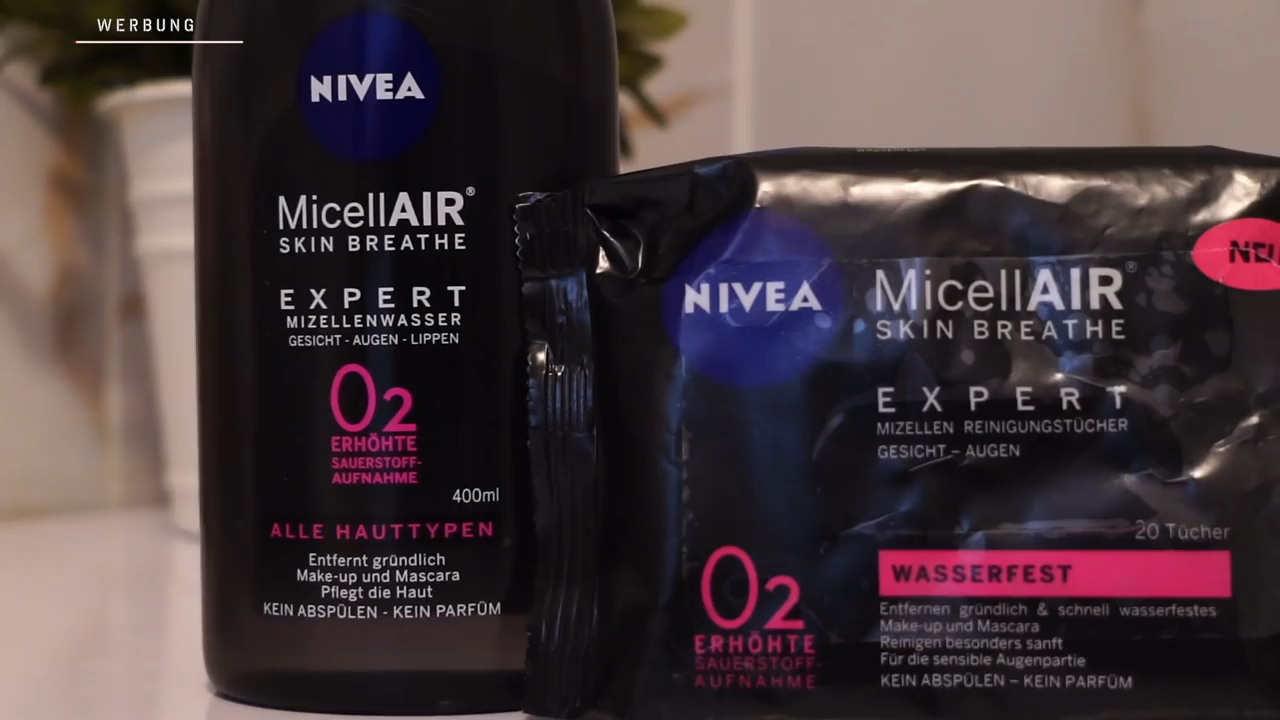 WERBUNG
NIVEA
MicellAIR®
SKIN BREATHE
EXPERT
MIZELLENWASSER
GESICHT - AUGEN - LIPPEN
O2
ERHÖHTE
SAUERSTOFF-
AUFNAHME
400ml
ALLE HAUTTYPEN
Entfernt gründlich
Make-up und Mascara
Pflegt die Haut
KEIN ABSPÜLEN - KEIN PARFÜM
NIVEA
MicellAIR®
SKIN BREATHE
EXPERT
MIZELLEN REINIGUNGSTÜCHER
GESICHT – AUGEN
20 Tücher
WASSERFEST
O2
ERHÖHTE
SAUERSTOFF-
AUFNAHME
Entfernen gründlich & schnell wasserfestes
Make-up und Mascara
Reinigen besonders sanft
Für die sensible Augenpartie
KEIN ABSPÜLEN – KEIN PARFÜM